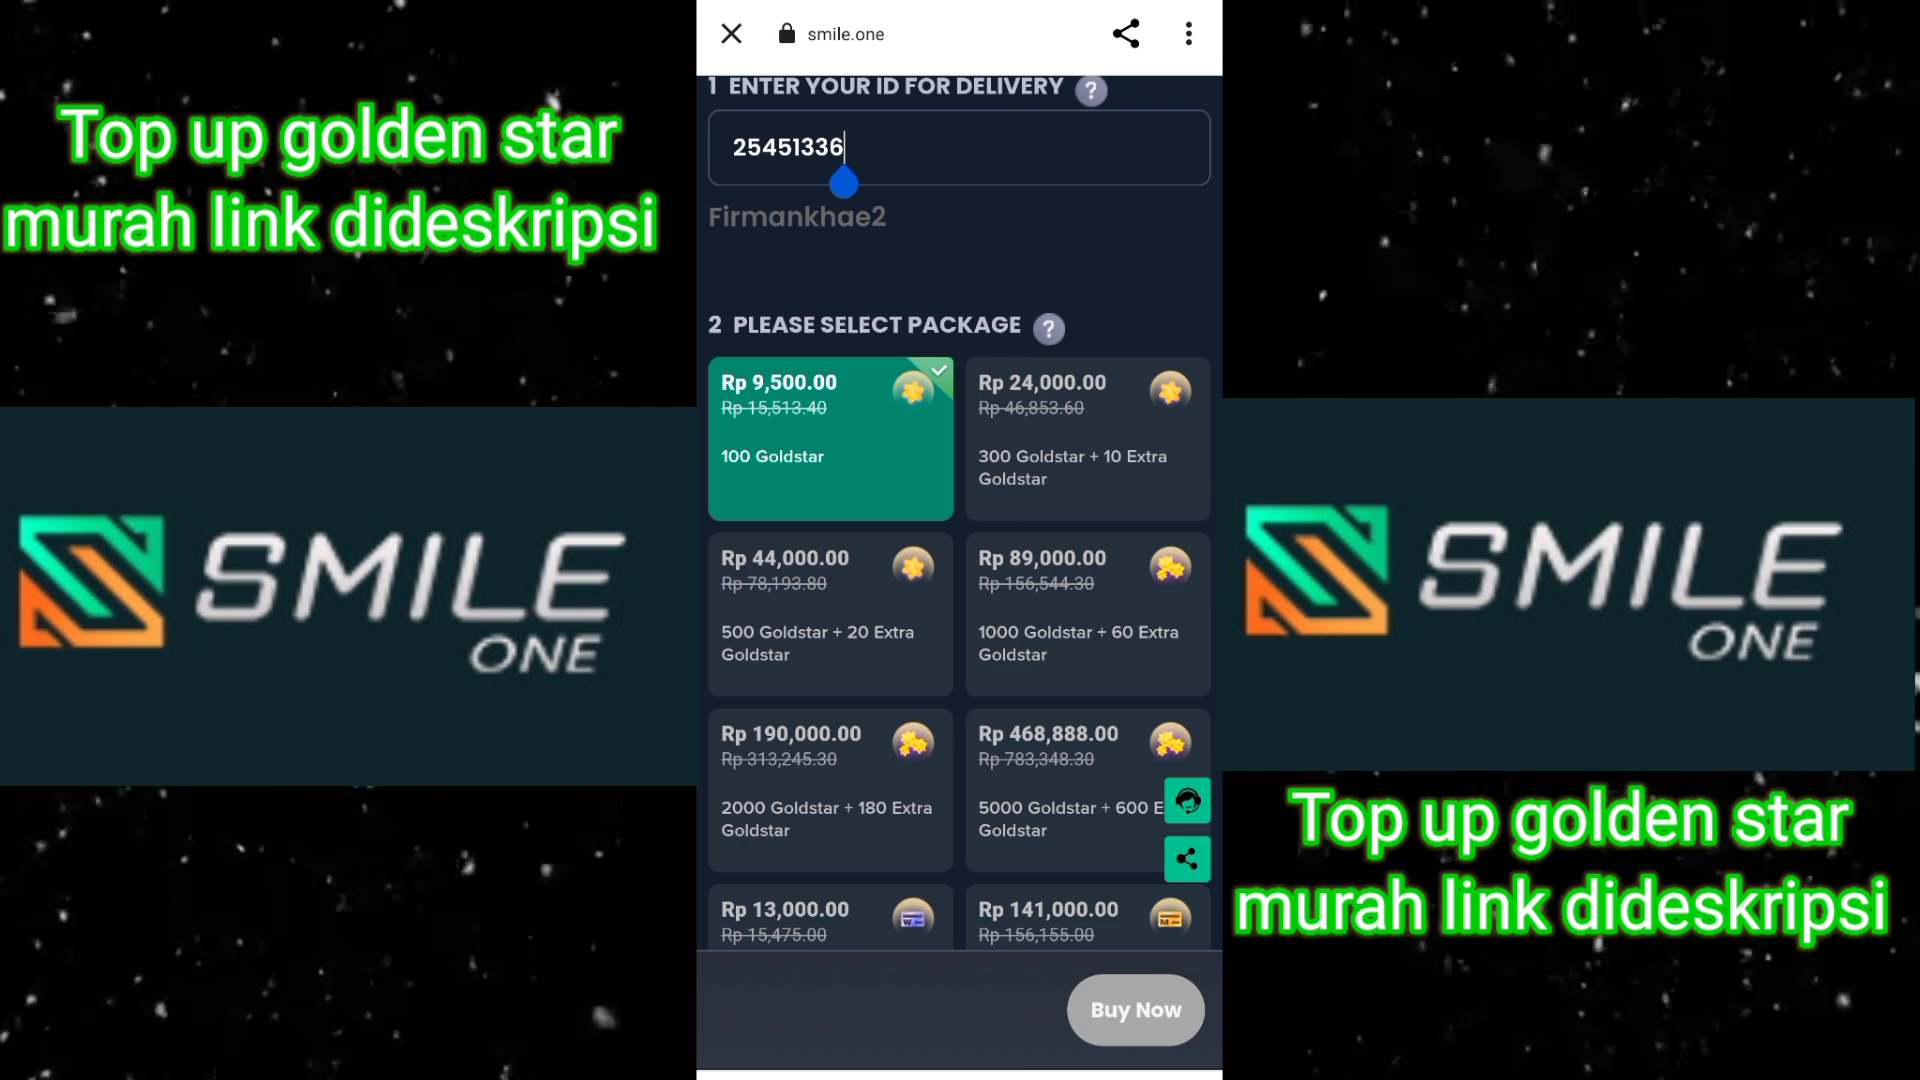 Top up golden star
murah link dideskripsi
SMILE
ONE
smile.one
1 ENTER YOUR ID FOR DELIVERY ?
25451336
Firmankhae2
2 PLEASE SELECT PACKAGE ?
Rp 9,500.00
Rp 15,513.40
100 Goldstar
Rp 24,000.00
Rp 46,853.60
300 Goldstar + 10 Extra
Goldstar
Rp 44,000.00
Rp 78,193.80
500 Goldstar + 20 Extra
Goldstar
Rp 89,000.00
Rp 156,544.30
1000 Goldstar + 60 Extra
Goldstar
Rp 190,000.00
Rp 313,245.30
2000 Goldstar + 180 Extra
Goldstar
Rp 468,888.00
Rp 783,348.30
5000 Goldstar + 600 E
Goldstar
Rp 13,000.00
Rp 15,475.00
Rp 141,000.00
Rp 156,155.00
Buy Now
SMILE
ONE
Top up golden star
murah link dideskripsi